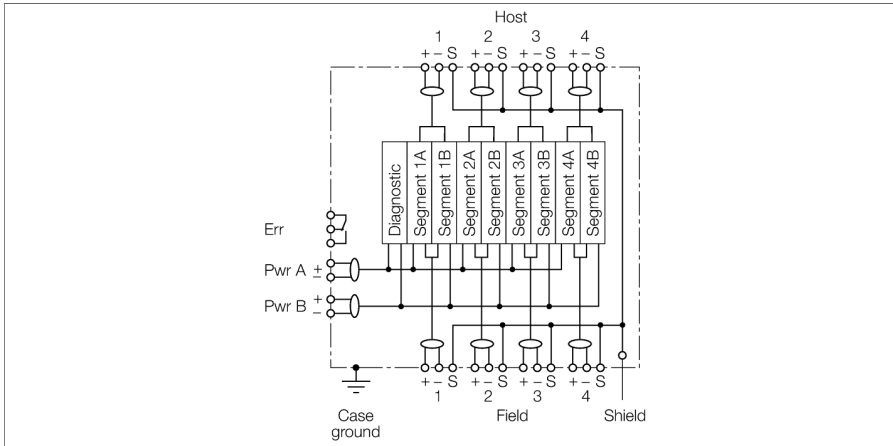 Host
1 2 3 4
+ − S + − S + − S + − S
Diagnostic
Segment 1A
Segment 1B
Segment 2A
Segment 2B
Segment 3A
Segment 3B
Segment 4A
Segment 4B
Err
Pwr A + −
Pwr B + −
+ − S + − S + − S + − S
1 2 3 4
Case
ground
Field
Shield